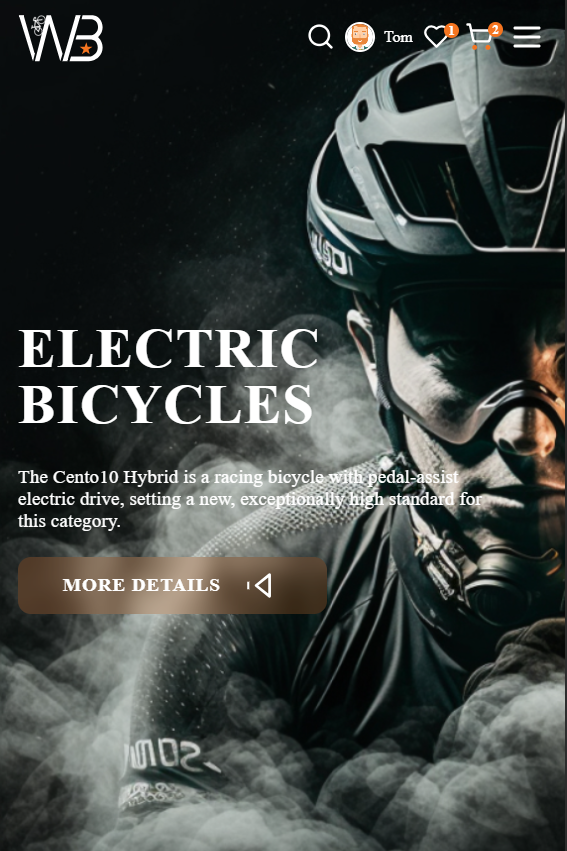 WB
Tom
1
2
ELECTRIC
BICYCLES
The Cento10 Hybrid is a racing bicycle with pedal-assist
electric drive, setting a new, exceptionally high standard for
this category.
MORE DETAILS